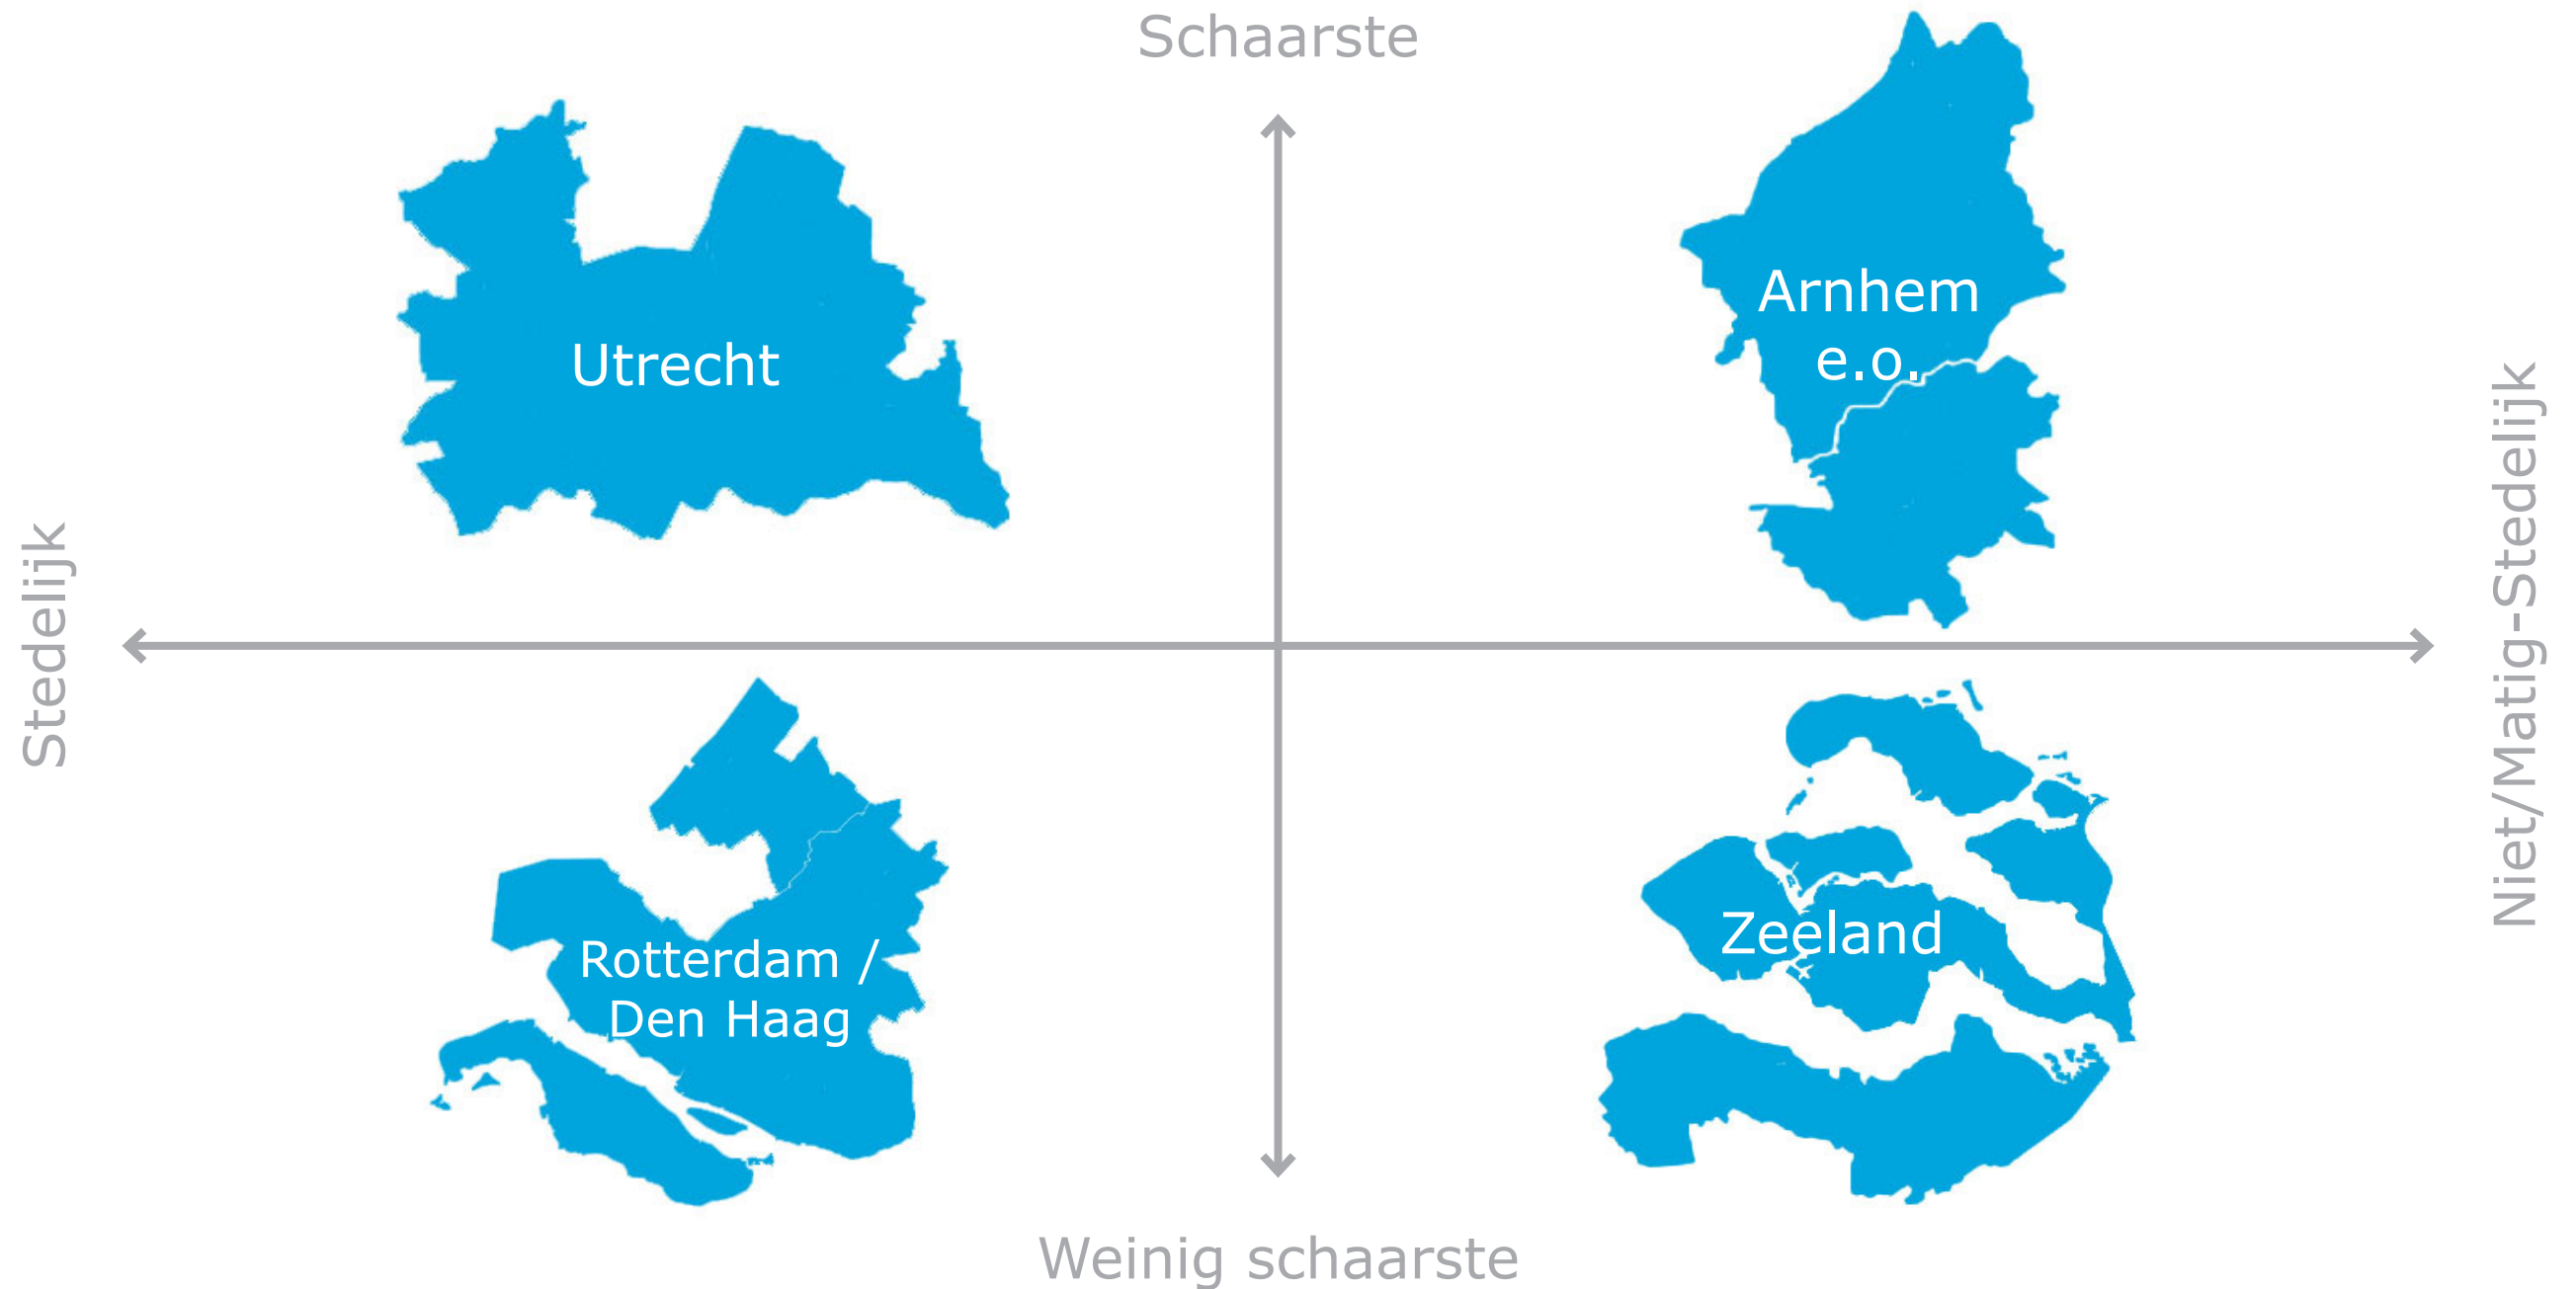 Schaarste
Utrecht
Arnhem
e.o.
Stedelijk
Niet/Matig-Stedelijk
Rotterdam /
Den Haag
Zeeland
Weinig schaarste